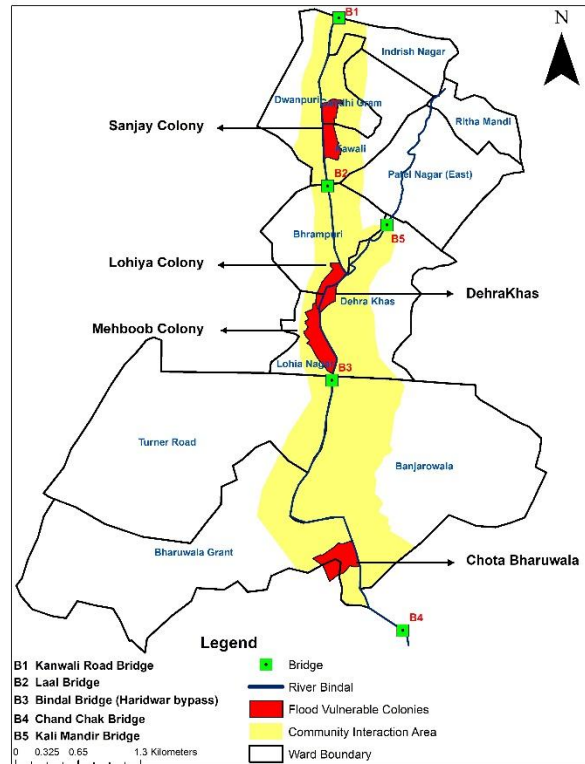 B1
N
Indrish Nagar
Dwanpuri
Gandhi Gram
Sanjay Colony
Ritha Mandi
Kawali
Patel Nagar (East)
B2
B5
Bhrampuri
Lohiya Colony
Dehra Khas
DehraKhas
Mehboob Colony
Lohia Nagar
B3
Turner Road
Banjarowala
Bharuwala Grant
Chota Bharuwala
B4
Legend
B1 Kanwali Road Bridge
B2 Laal Bridge
B3 Bindal Bridge (Haridwar bypass)
B4 Chand Chak Bridge
B5 Kali Mandir Bridge
0 0.325 0.65 1.3 Kilometers
Bridge
River Bindal
Flood Vulnerable Colonies
Community Interaction Area
Ward Boundary